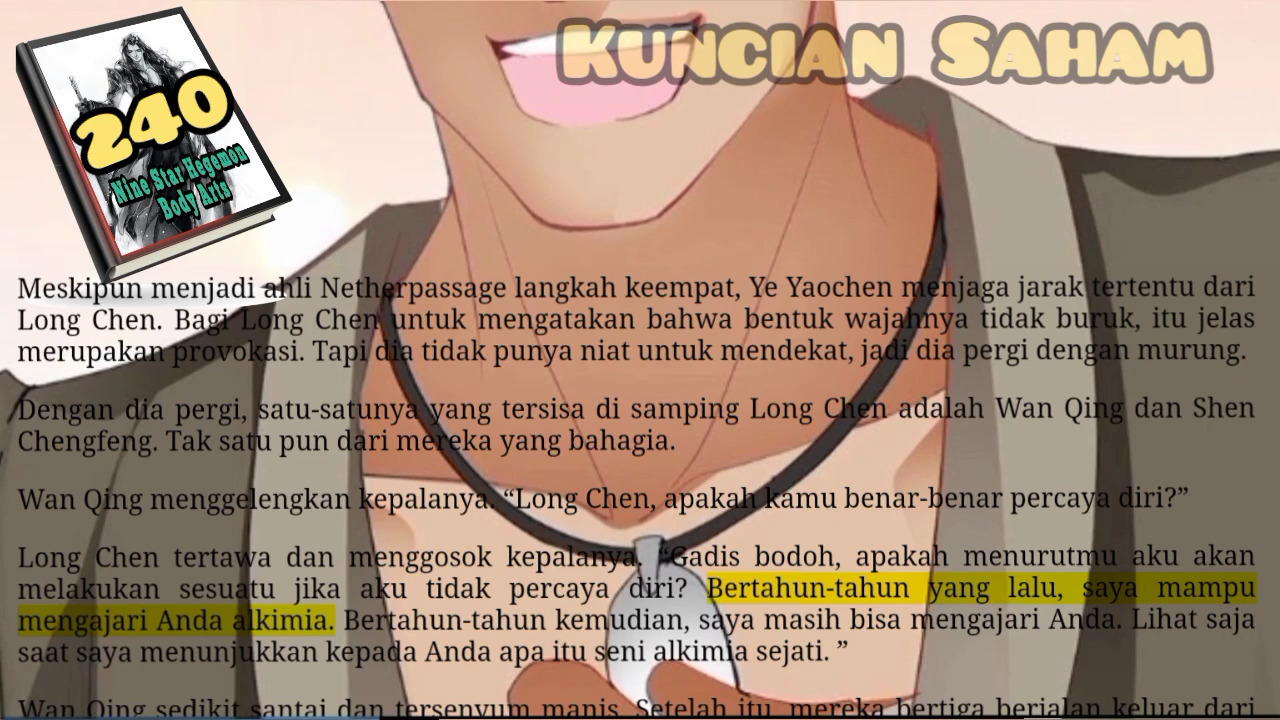 Kuncian Saham
240
Nine Star Hegemon
Body Arts
Meskipun menjadi ahli Netherpassage langkah keempat, Ye Yaochen menjaga jarak tertentu dari
Long Chen. Bagi Long Chen untuk mengatakan bahwa bentuk wajahnya tidak buruk, itu jelas
merupakan provokasi. Tapi dia tidak punya niat untuk mendekat, jadi dia pergi dengan murung.
Dengan dia pergi, satu-satunya yang tersisa di samping Long Chen adalah Wan Qing dan Shen
Chengfeng. Tak satu pun dari mereka yang bahagia.
Wan Qing menggelengkan kepalanya. “Long Chen, apakah kamu benar-benar percaya diri?”
Long Chen tertawa dan menggosok kepalanya. “Gadis bodoh, apakah menurutmu aku akan
melakukan sesuatu jika aku tidak percaya diri? Bertahun-tahun yang lalu, saya mampu
mengajari Anda alkimia. Bertahun-tahun kemudian, saya masih bisa mengajari Anda. Lihat saja
saat saya menunjukkan kepada Anda apa itu seni alkimia sejati. ”
Wan Qing sedikit santai dan tersenyum manis. Setelah itu, mereka bertiga berjalan keluar dari